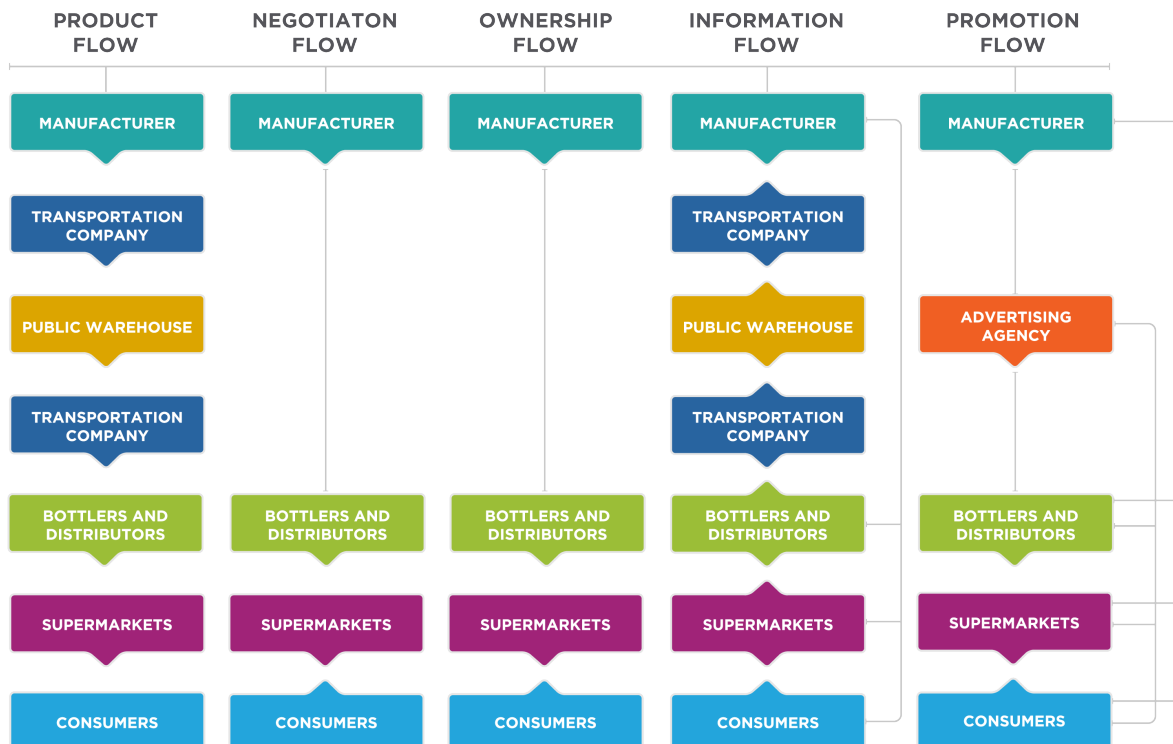 PRODUCT
FLOW
NEGOTIATON
FLOW
OWNERSHIP
FLOW
INFORMATION
FLOW
PROMOTION
FLOW
MANUFACTURER
TRANSPORTATION
COMPANY
PUBLIC WAREHOUSE
TRANSPORTATION
COMPANY
BOTTLERS AND
DISTRIBUTORS
SUPERMARKETS
CONSUMERS
MANUFACTURER
BOTTLERS AND
DISTRIBUTORS
SUPERMARKETS
CONSUMERS
MANUFACTURER
BOTTLERS AND
DISTRIBUTORS
SUPERMARKETS
CONSUMERS
MANUFACTURER
TRANSPORTATION
COMPANY
PUBLIC WAREHOUSE
TRANSPORTATION
COMPANY
BOTTLERS AND
DISTRIBUTORS
SUPERMARKETS
CONSUMERS
MANUFACTURER
ADVERTISING
AGENCY
BOTTLERS AND
DISTRIBUTORS
SUPERMARKETS
CONSUMERS